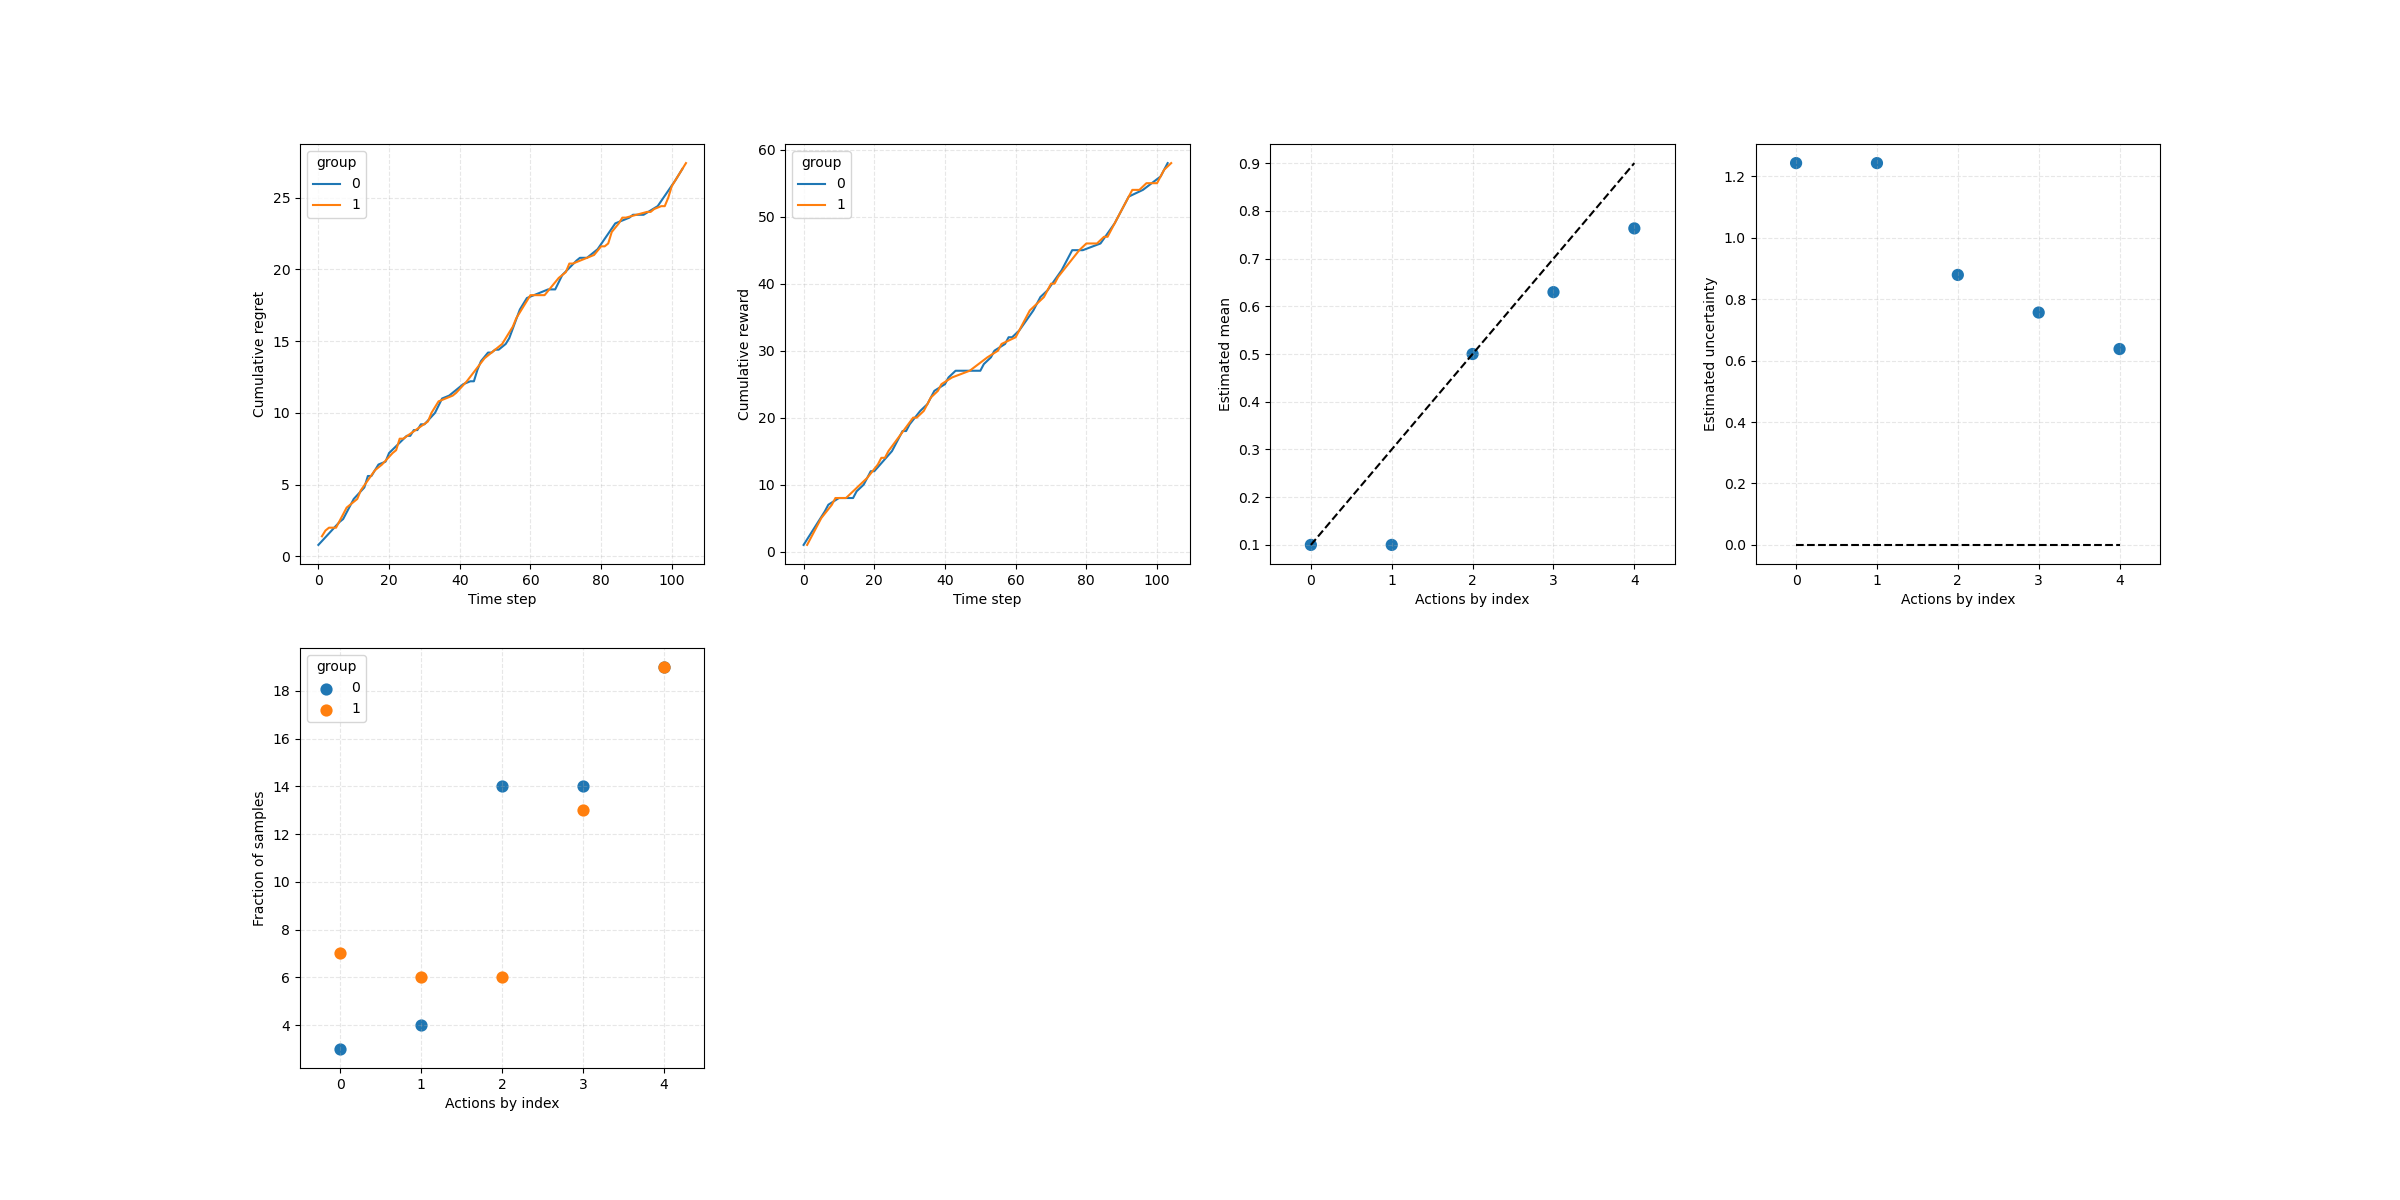 group
0
1
25
20
15
10
5
0
Cumulative regret
0 20 40 60 80 100
Time step
group
0
1
60
50
40
30
20
10
0
Cumulative reward
0 20 40 60 80 100
Time step
0.9
0.8
0.7
0.6
0.5
0.4
0.3
0.2
0.1
Estimated mean
0 1 2 3 4
Actions by index
1.2
1.0
0.8
0.6
0.4
0.2
0.0
Estimated uncertainty
0 1 2 3 4
Actions by index
group
0
1
18
16
14
12
10
8
6
4
Fraction of samples
0 1 2 3 4
Actions by index